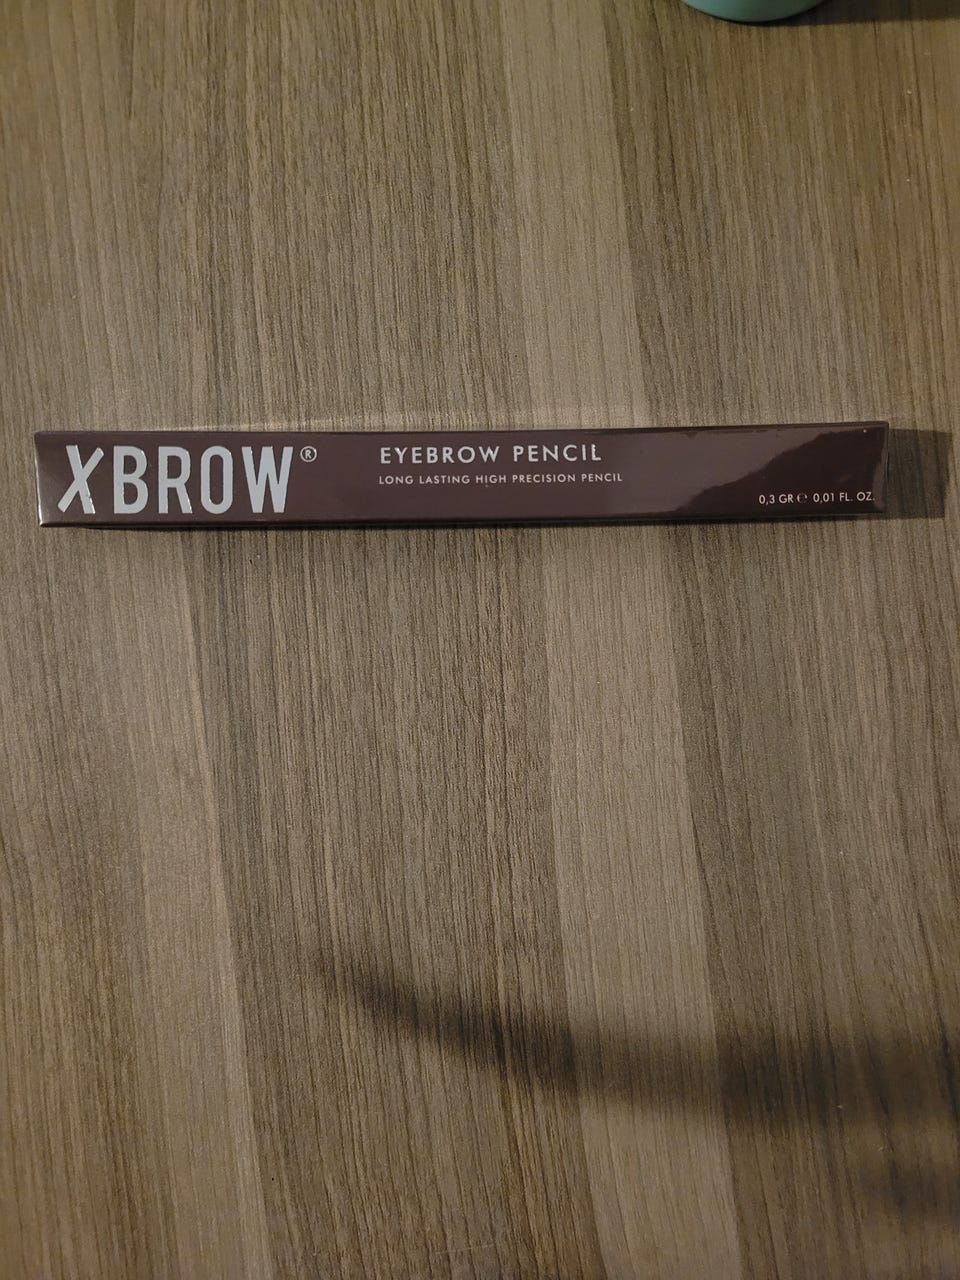 XBROW®
EYEBROW PENCIL
LONG LASTING HIGH PRECISION PENCIL
0,3 GR ℮ 0,01 FL. OZ.